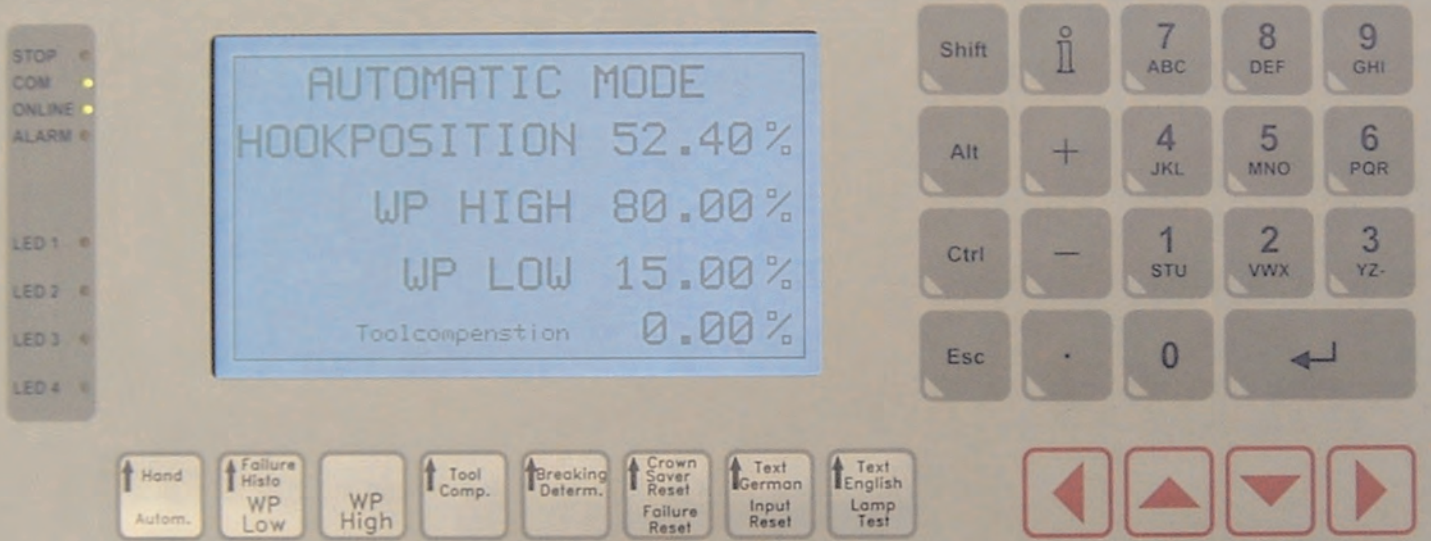 STOP
COM
ONLINE
ALARM
LED 1
LED 2
LED 3
LED 4
AUTOMATIC MODE
HOOKPOSITION 52.40%
WP HIGH 80.00%
WP LOW 15.00%
Toolcompenstion 0.00%
Shift
i
7
ABC
8
DEF
9
GHI
Alt
+
4
JKL
5
MNO
6
PQR
Ctrl
—
1
STU
2
VWX
3
YZ-
Esc
.
0
Hand
Autom.
Failure
Histo
WP
Low
WP
High
Tool
Comp.
Breaking
Determ.
Crown
Saver
Reset
Failure
Reset
Text
German
Input
Reset
Text
English
Lamp
Test